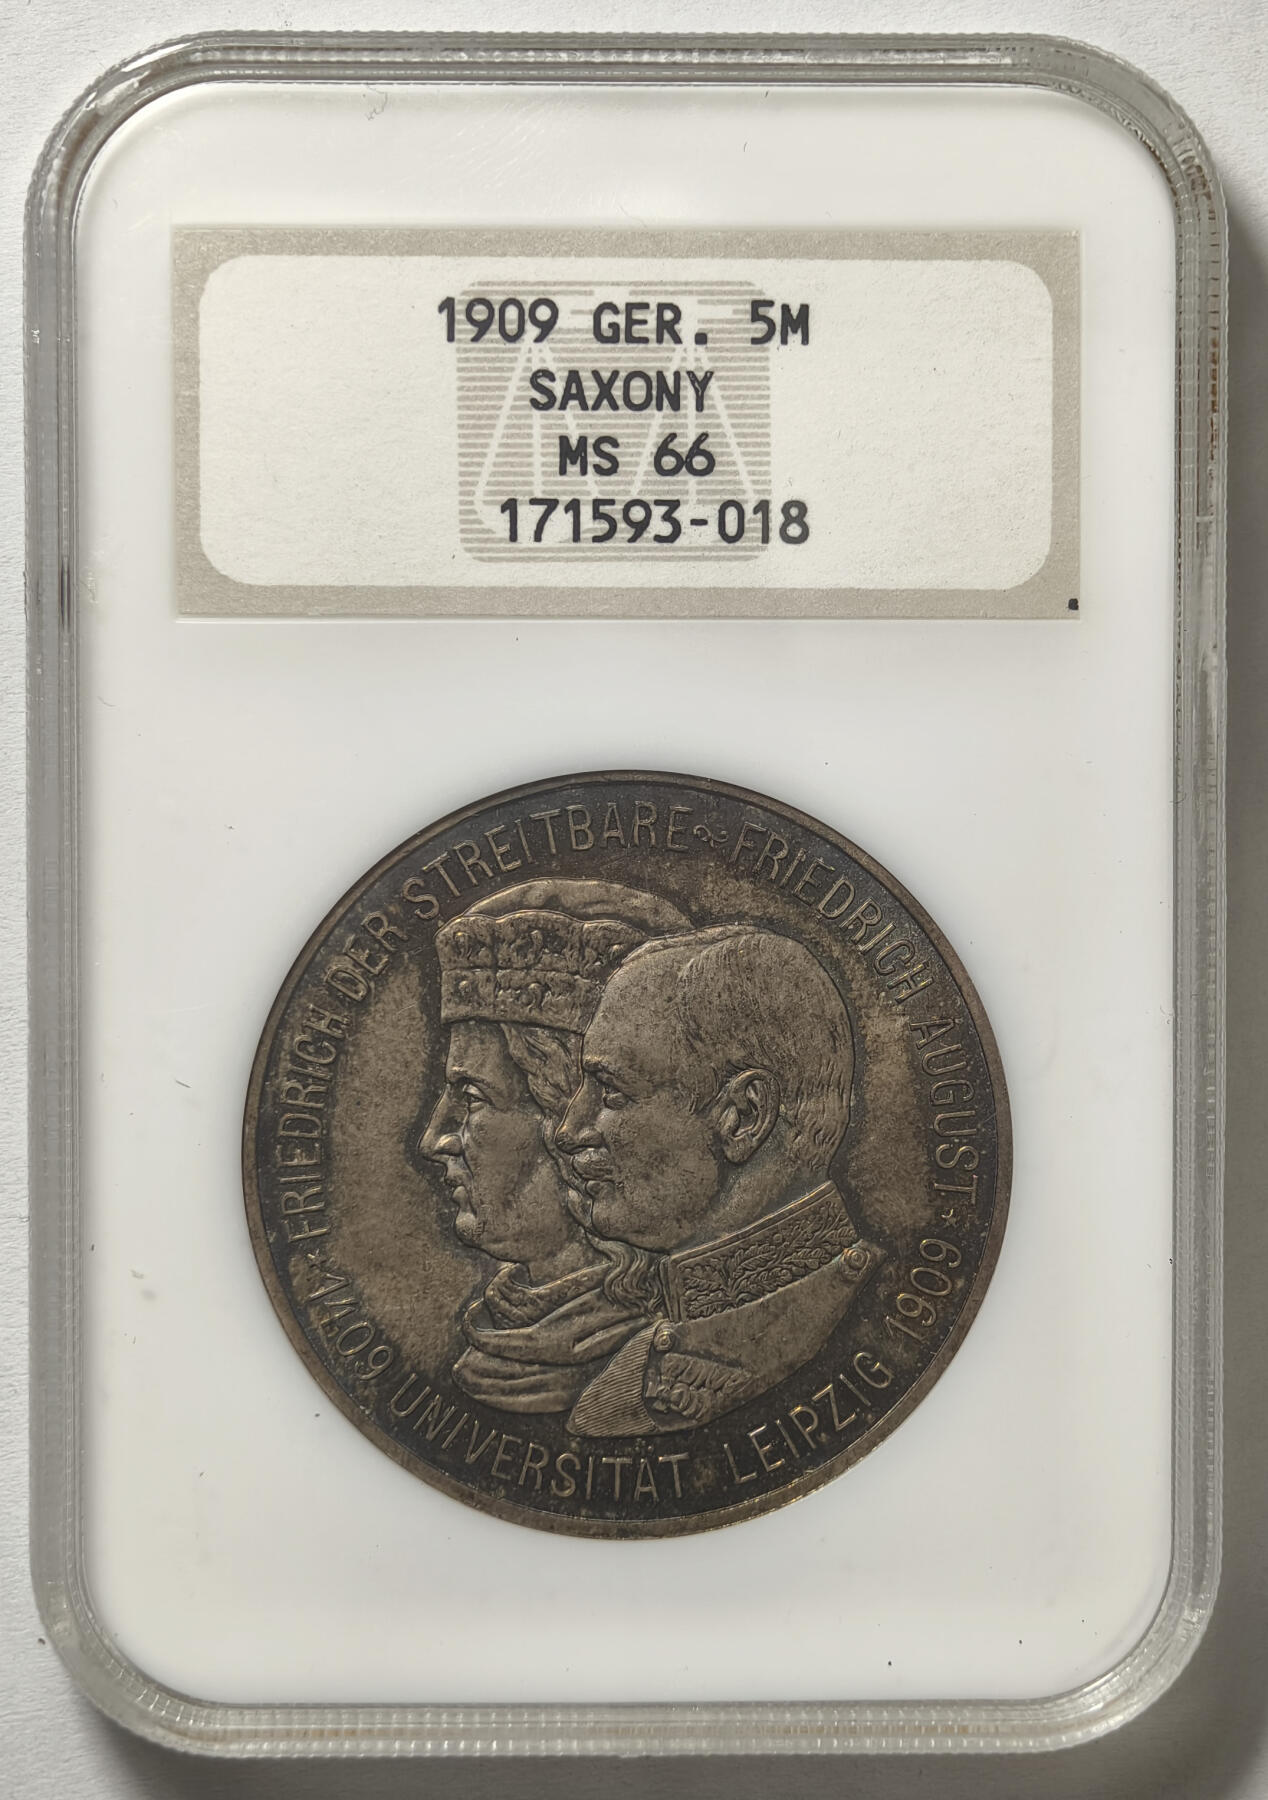 1909 GER. 5M
SAXONY
MS 66
171593-018
★ FRIEDRICH DER STREITBARE ~ FRIEDRICH AUGUST ★
1409 UNIVERSITÄT LEIPZIG 1909